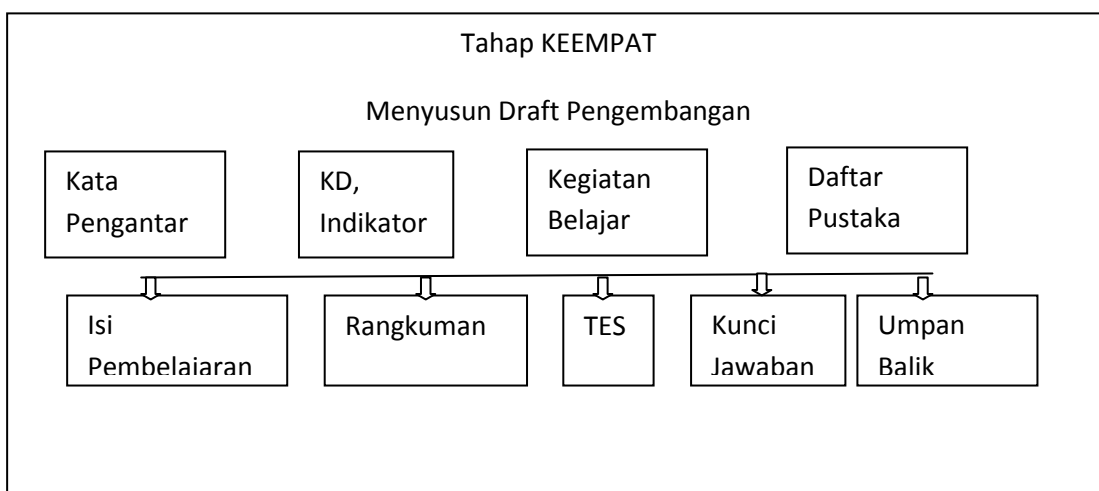 Tahap KEEMPAT
Menyusun Draft Pengembangan
Kata
Pengantar
KD,
Indikator
Kegiatan
Belajar
Daftar
Pustaka
Isi
Pembelajaran
Rangkuman
TES
Kunci
Jawaban
Umpan
Balik